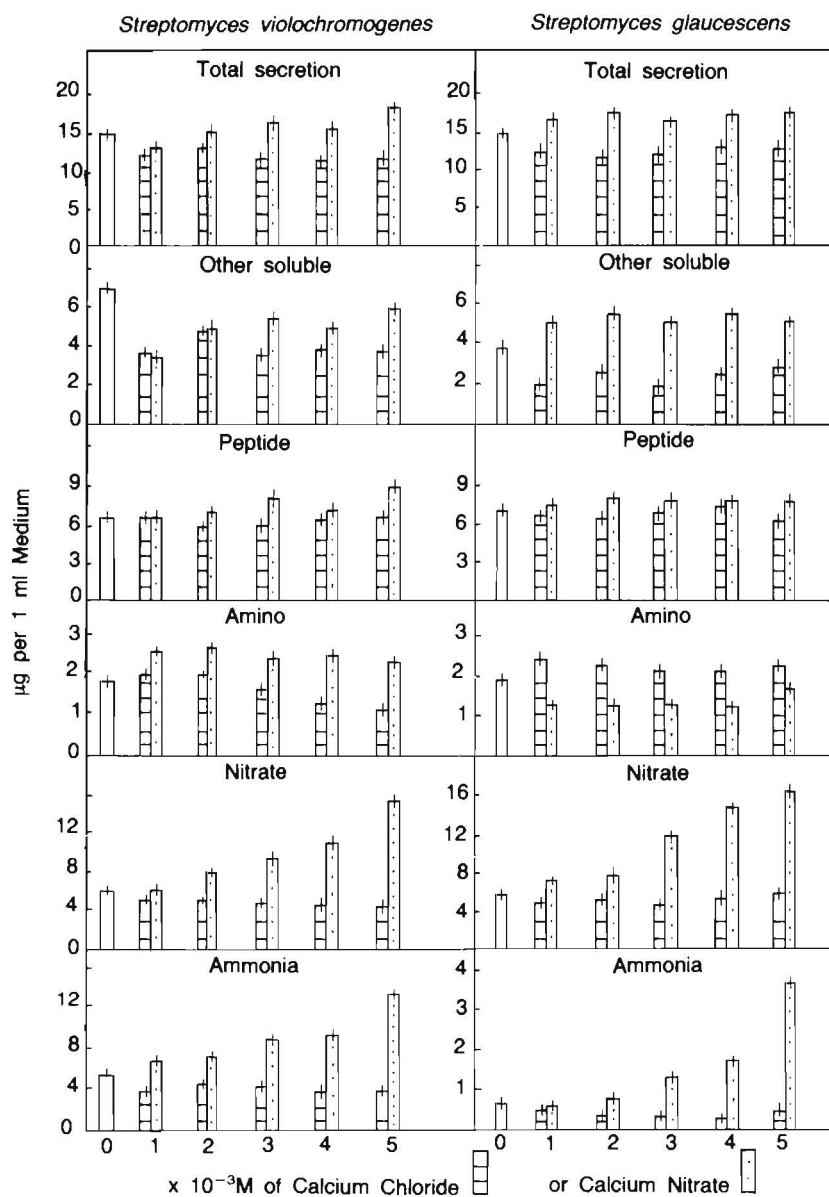 Streptomyces violochromogenes
Streptomyces glaucescens
Total secretion
20
15
10
5
0
Total secretion
20
15
10
5
Other soluble
6
4
2
0
Other soluble
6
4
2
Peptide
9
6
3
0
Peptide
9
6
3
Amino
3
2
1
0
Amino
3
2
1
Nitrate
12
8
4
0
Nitrate
16
12
8
4
Ammonia
12
8
4
0
Ammonia
4
3
2
1
µg per 1 ml Medium
0 1 2 3 4 5
0 1 2 3 4 5
x 10⁻³M of Calcium Chloride or Calcium Nitrate